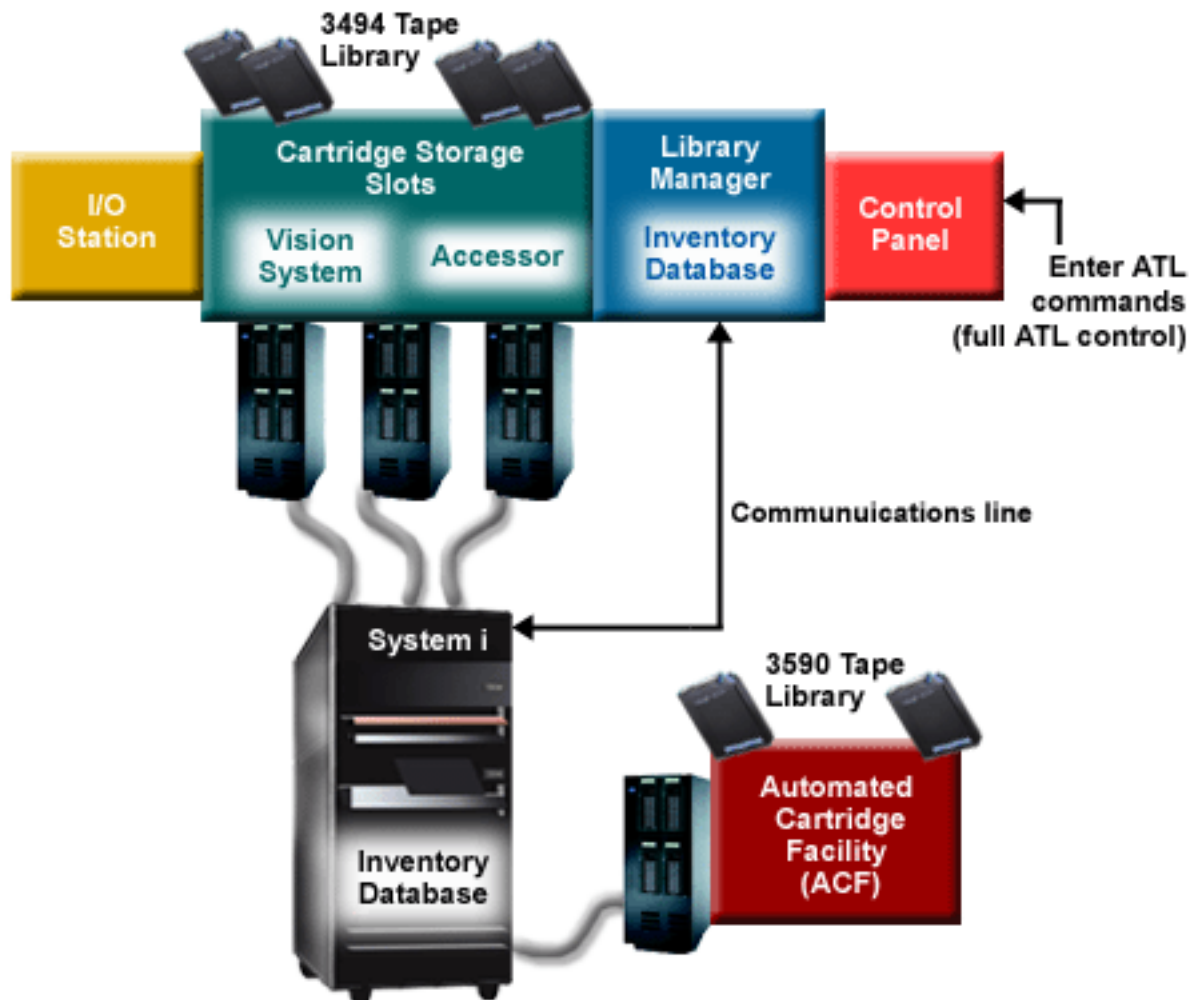 3494 Tape
Library
Cartridge Storage
Slots
Library
Manager
I/O
Station
Vision
System
Accessor
Inventory
Database
Control
Panel
Enter ATL
commands
(full ATL control)
Communuications line
System i
3590 Tape
Library
Automated
Cartridge
Facility
(ACF)
Inventory
Database